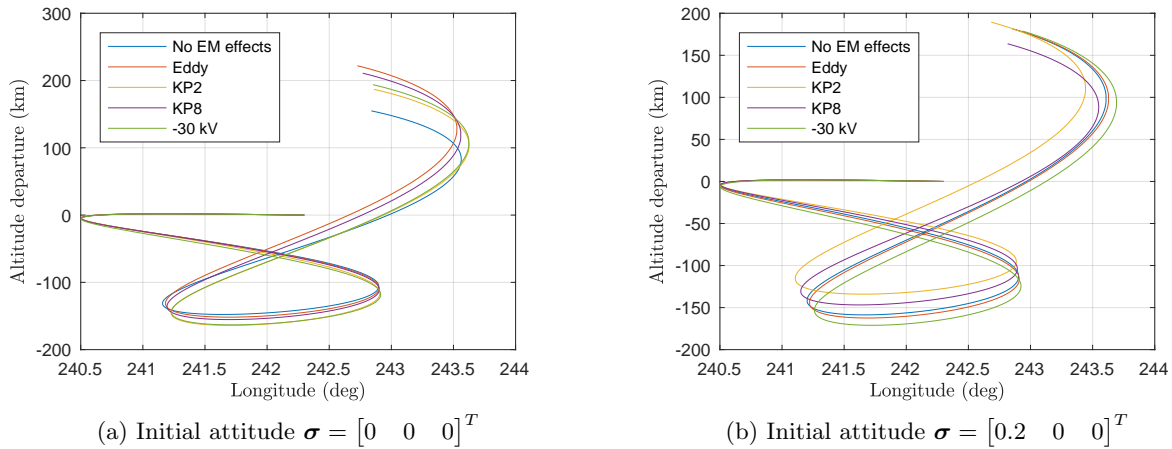 300
200
100
0
-100
-200
Altitude departure (km)
No EM effects
Eddy
KP2
KP8
-30 kV
240.5 241 241.5 242 242.5 243 243.5 244
Longitude (deg)
(a) Initial attitude σ = [0 0 0]^T
200
150
100
50
0
-50
-100
-150
-200
Altitude departure (km)
No EM effects
Eddy
KP2
KP8
-30 kV
240.5 241 241.5 242 242.5 243 243.5 244
Longitude (deg)
(b) Initial attitude σ = [0.2 0 0]^T